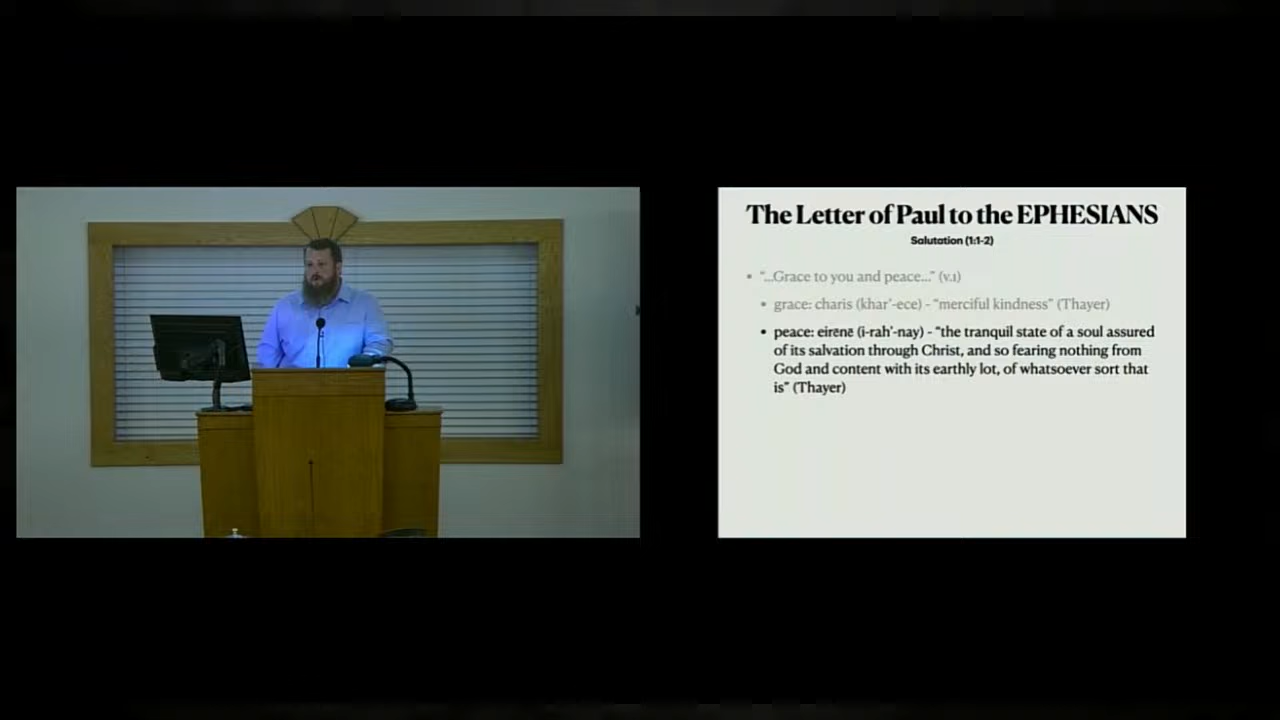 The Letter of Paul to the EPHESIANS
Salutation (1:1-2)
• “...Grace to you and peace...” (v.1)
• grace: charis (khar’-ece) - “merciful kindness” (Thayer)
• peace: eirēnē (i-rah’-nay) - “the tranquil state of a soul assured
of its salvation through Christ, and so fearing nothing from
God and content with its earthly lot, of whatsoever sort that
is” (Thayer)